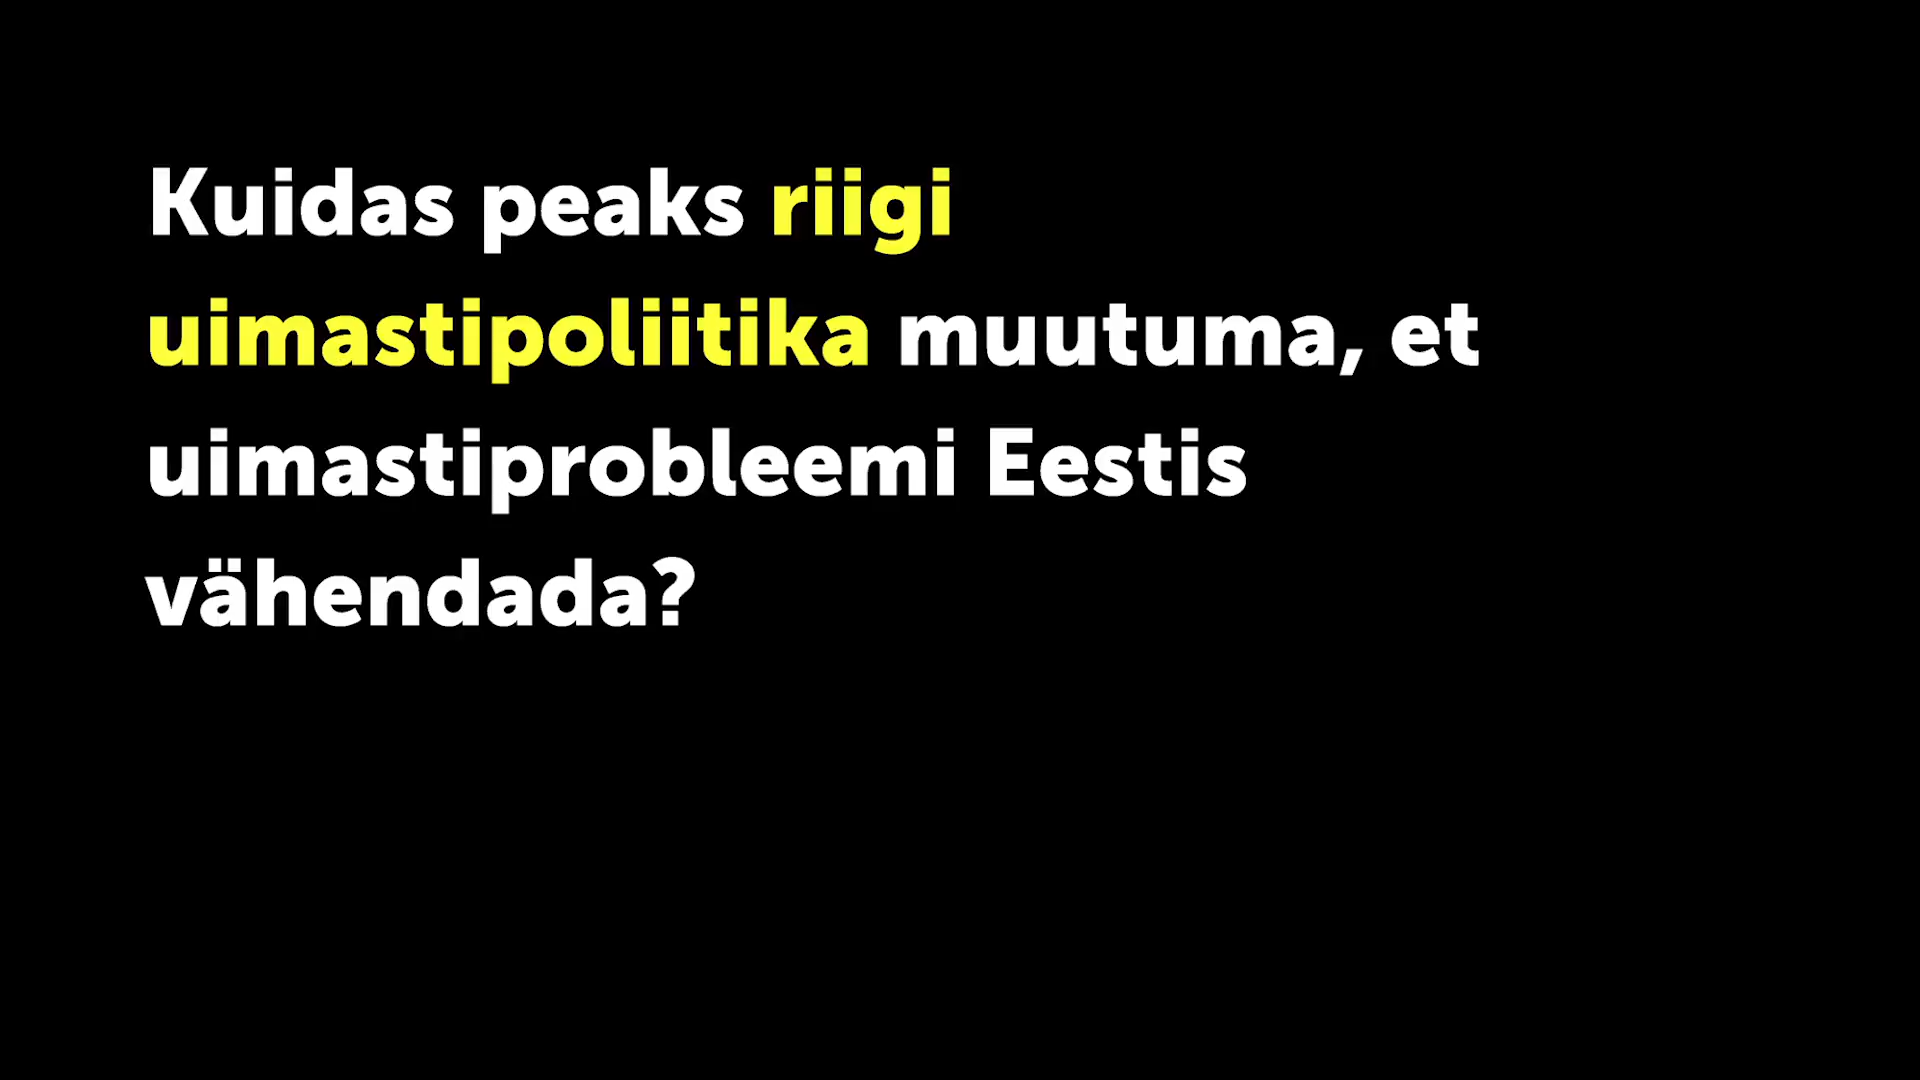 Kuidas peaks riigi
uimastipoliitika muutuma, et
uimastiprobleemi Eestis
vähendada?